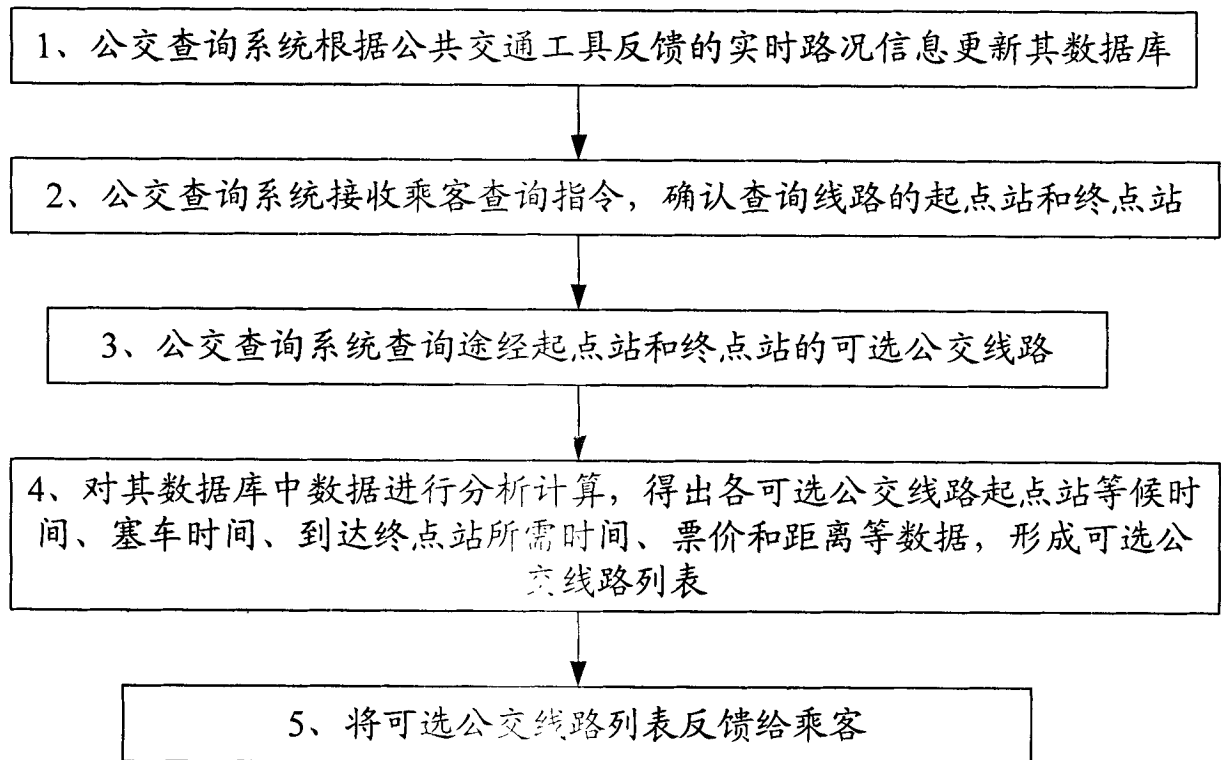 1、公交查询系统根据公共交通工具反馈的实时路况信息更新其数据库
2、公交查询系统接收乘客查询指令，确认查询线路的起点站和终点站
3、公交查询系统查询途经起点站和终点站的可选公交线路
4、对其数据库中数据进行分析计算，得出各可选公交线路起点站等候时
间、塞车时间、到达终点站所需时间、票价和距离等数据，形成可选公
交线路列表
5、将可选公交线路列表反馈给乘客